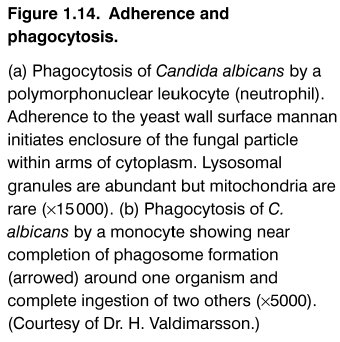 Figure 1.14. Adherence and
phagocytosis.
(a) Phagocytosis of Candida albicans by a
polymorphonuclear leukocyte (neutrophil).
Adherence to the yeast wall surface mannan
initiates enclosure of the fungal particle
within arms of cytoplasm. Lysosomal
granules are abundant but mitochondria are
rare (×15 000). (b) Phagocytosis of C.
albicans by a monocyte showing near
completion of phagosome formation
(arrowed) around one organism and
complete ingestion of two others (×5000).
(Courtesy of Dr. H. Valdimarsson.)